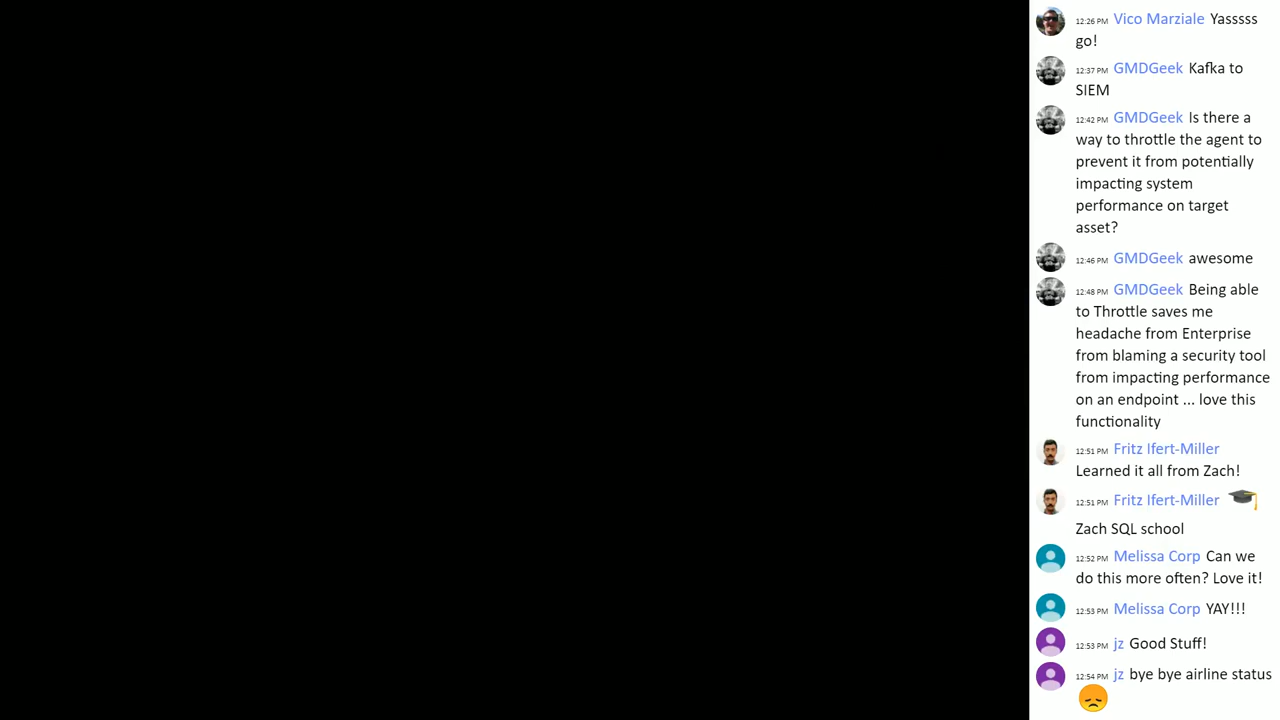 12:26 PM Vico Marziale Yasssss
go!
12:37 PM GMDGeek Kafka to
SIEM
12:42 PM GMDGeek Is there a
way to throttle the agent to
prevent it from potentially
impacting system
performance on target
asset?
12:46 PM GMDGeek awesome
12:48 PM GMDGeek Being able
to Throttle saves me
headache from Enterprise
from blaming a security tool
from impacting performance
on an endpoint ... love this
functionality
12:51 PM Fritz Ifert-Miller
Learned it all from Zach!
12:51 PM Fritz Ifert-Miller
Zach SQL school
12:52 PM Melissa Corp Can we
do this more often? Love it!
12:53 PM Melissa Corp YAY!!!
12:53 PM jz Good Stuff!
12:54 PM jz bye bye airline status